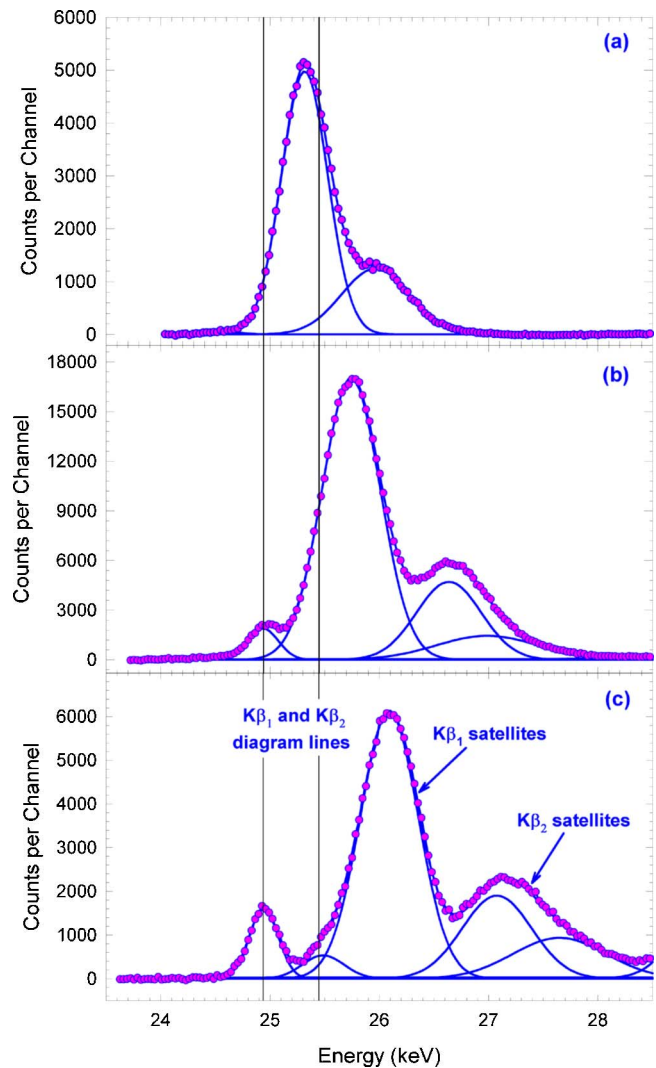 6000
(a)
5000
4000
3000
2000
1000
0
Counts per Channel
18000
(b)
15000
12000
9000
6000
3000
0
Counts per Channel
(c)
Kβ₁ and Kβ₂
diagram lines
Kβ₁ satellites
Kβ₂ satellites
6000
5000
4000
3000
2000
1000
0
Counts per Channel
24 25 26 27 28
Energy (keV)